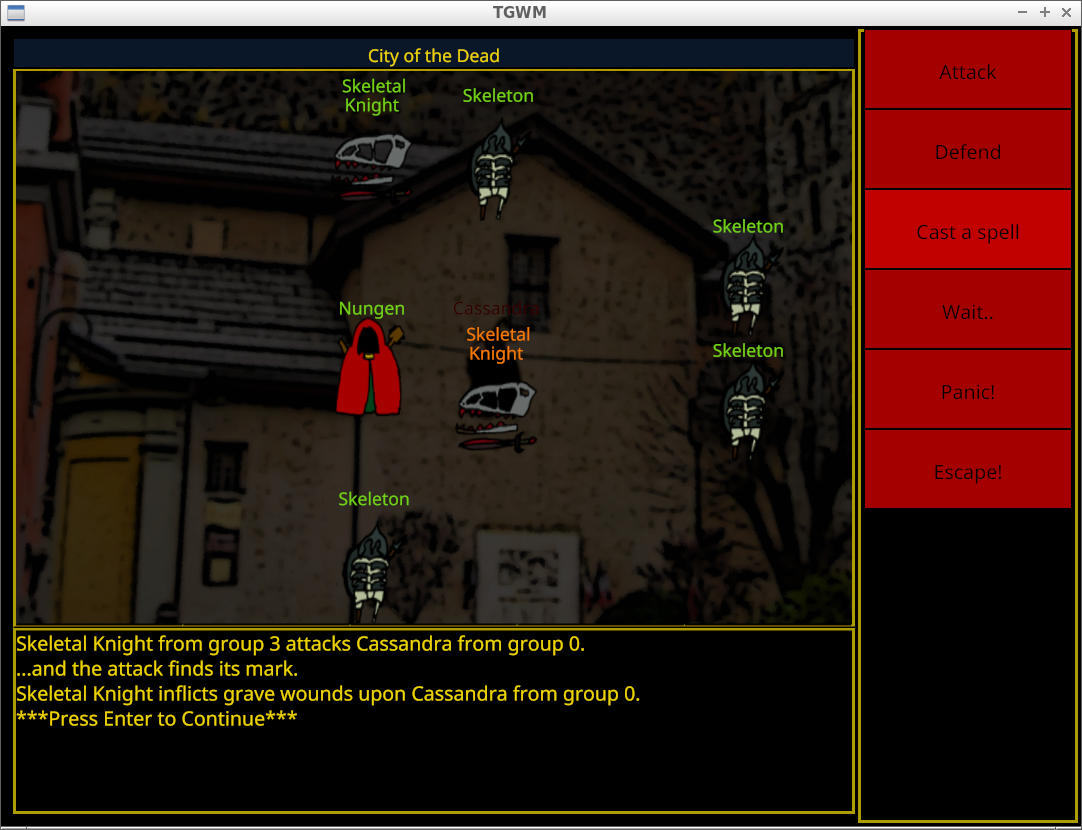 TGWM
City of the Dead
Skeletal
Knight
Skeleton
Skeleton
Nungen
Cassandra
Skeletal
Knight
Skeleton
Skeleton
Skeletal Knight from group 3 attacks Cassandra from group 0.
...and the attack finds its mark.
Skeletal Knight inflicts grave wounds upon Cassandra from group 0.
***Press Enter to Continue***
Attack
Defend
Cast a spell
Wait..
Panic!
Escape!